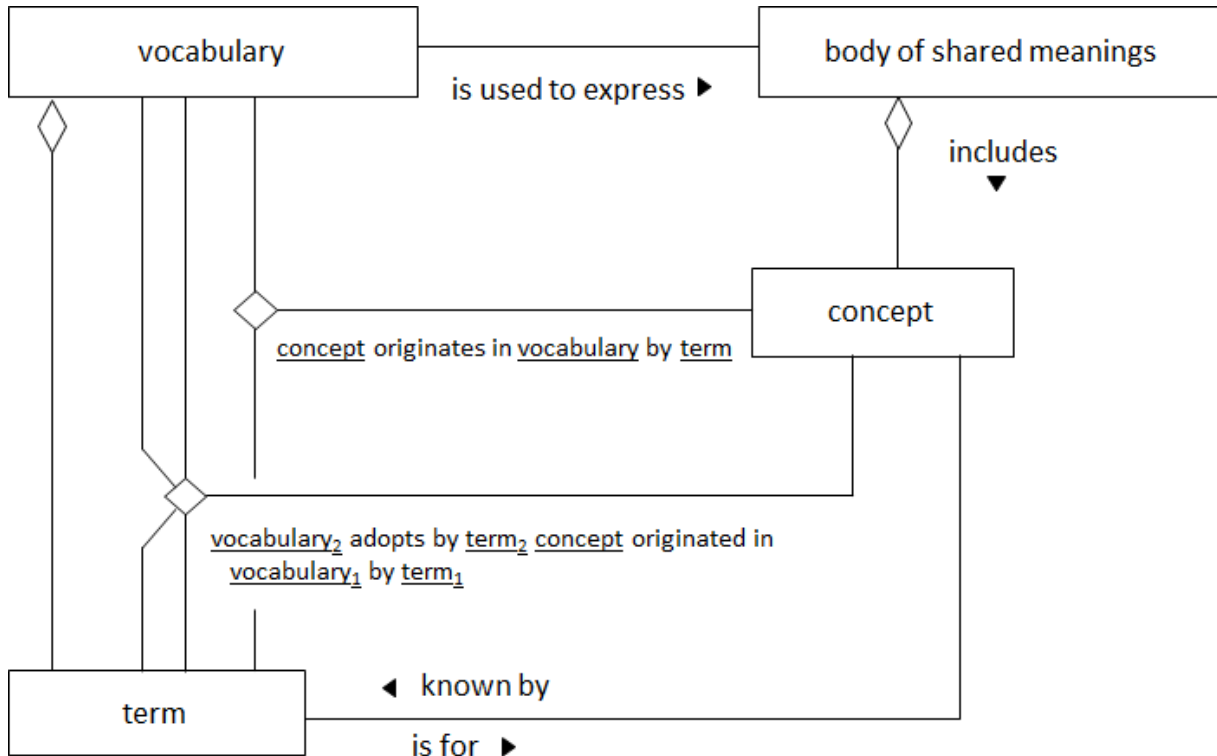 vocabulary
body of shared meanings
is used to express ▶
includes
▼
concept
concept originates in vocabulary by term
vocabulary₂ adopts by term₂ concept originated in
vocabulary₁ by term₁
◀ known by
term
is for ▶